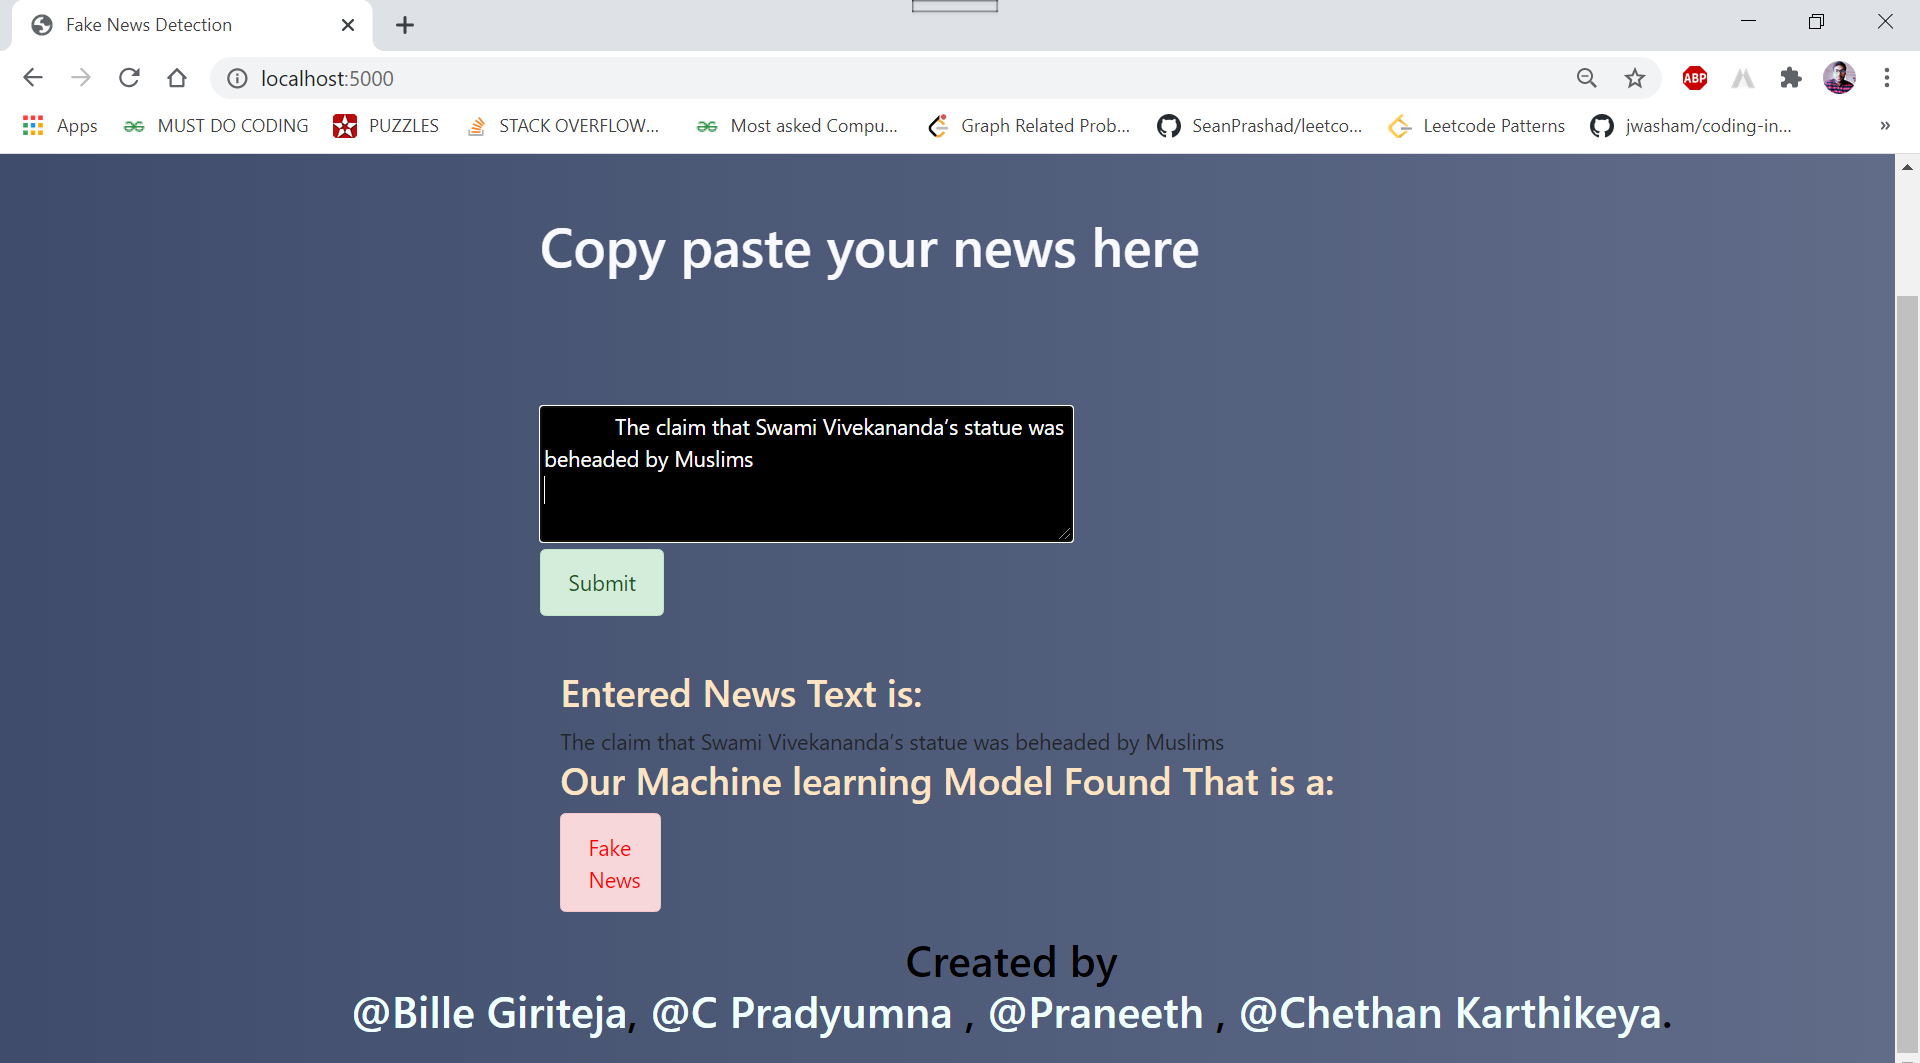 Fake News Detection
localhost:5000
ABP
Apps MUST DO CODING PUZZLES STACK OVERFLOW... Most asked Compu... Graph Related Prob... SeanPrashad/leetco... Leetcode Patterns jwasham/coding-in... »
Copy paste your news here
The claim that Swami Vivekananda’s statue was
beheaded by Muslims
Submit
Entered News Text is:
The claim that Swami Vivekananda’s statue was beheaded by Muslims
Our Machine learning Model Found That is a:
Fake
News
Created by
@Bille Giriteja, @C Pradyumna , @Praneeth , @Chethan Karthikeya.